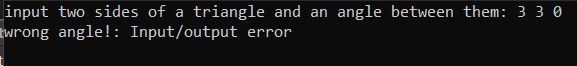 input two sides of a triangle and an angle between them: 3 3 0
wrong angle!: Input/output error